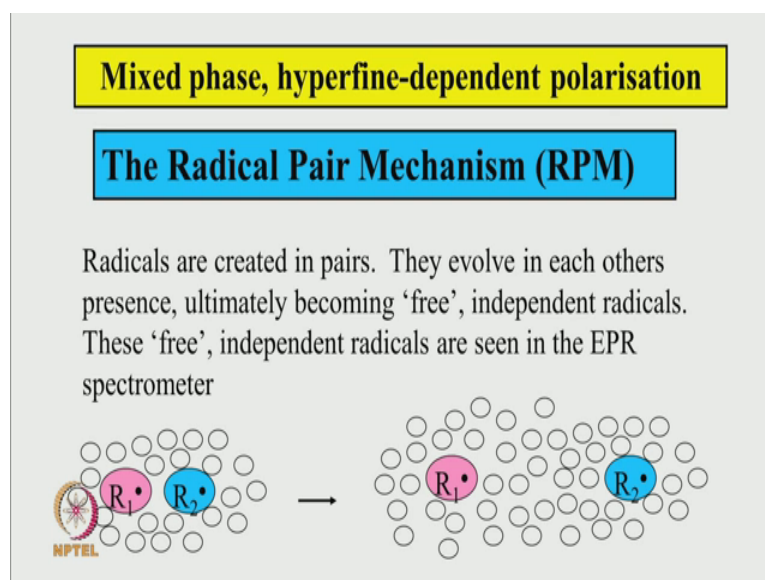 Mixed phase, hyperfine-dependent polarisation
The Radical Pair Mechanism (RPM)
Radicals are created in pairs. They evolve in each others
presence, ultimately becoming ‘free’, independent radicals.
These ‘free’, independent radicals are seen in the EPR
spectrometer
R1• R2• R1• R2•
NPTEL